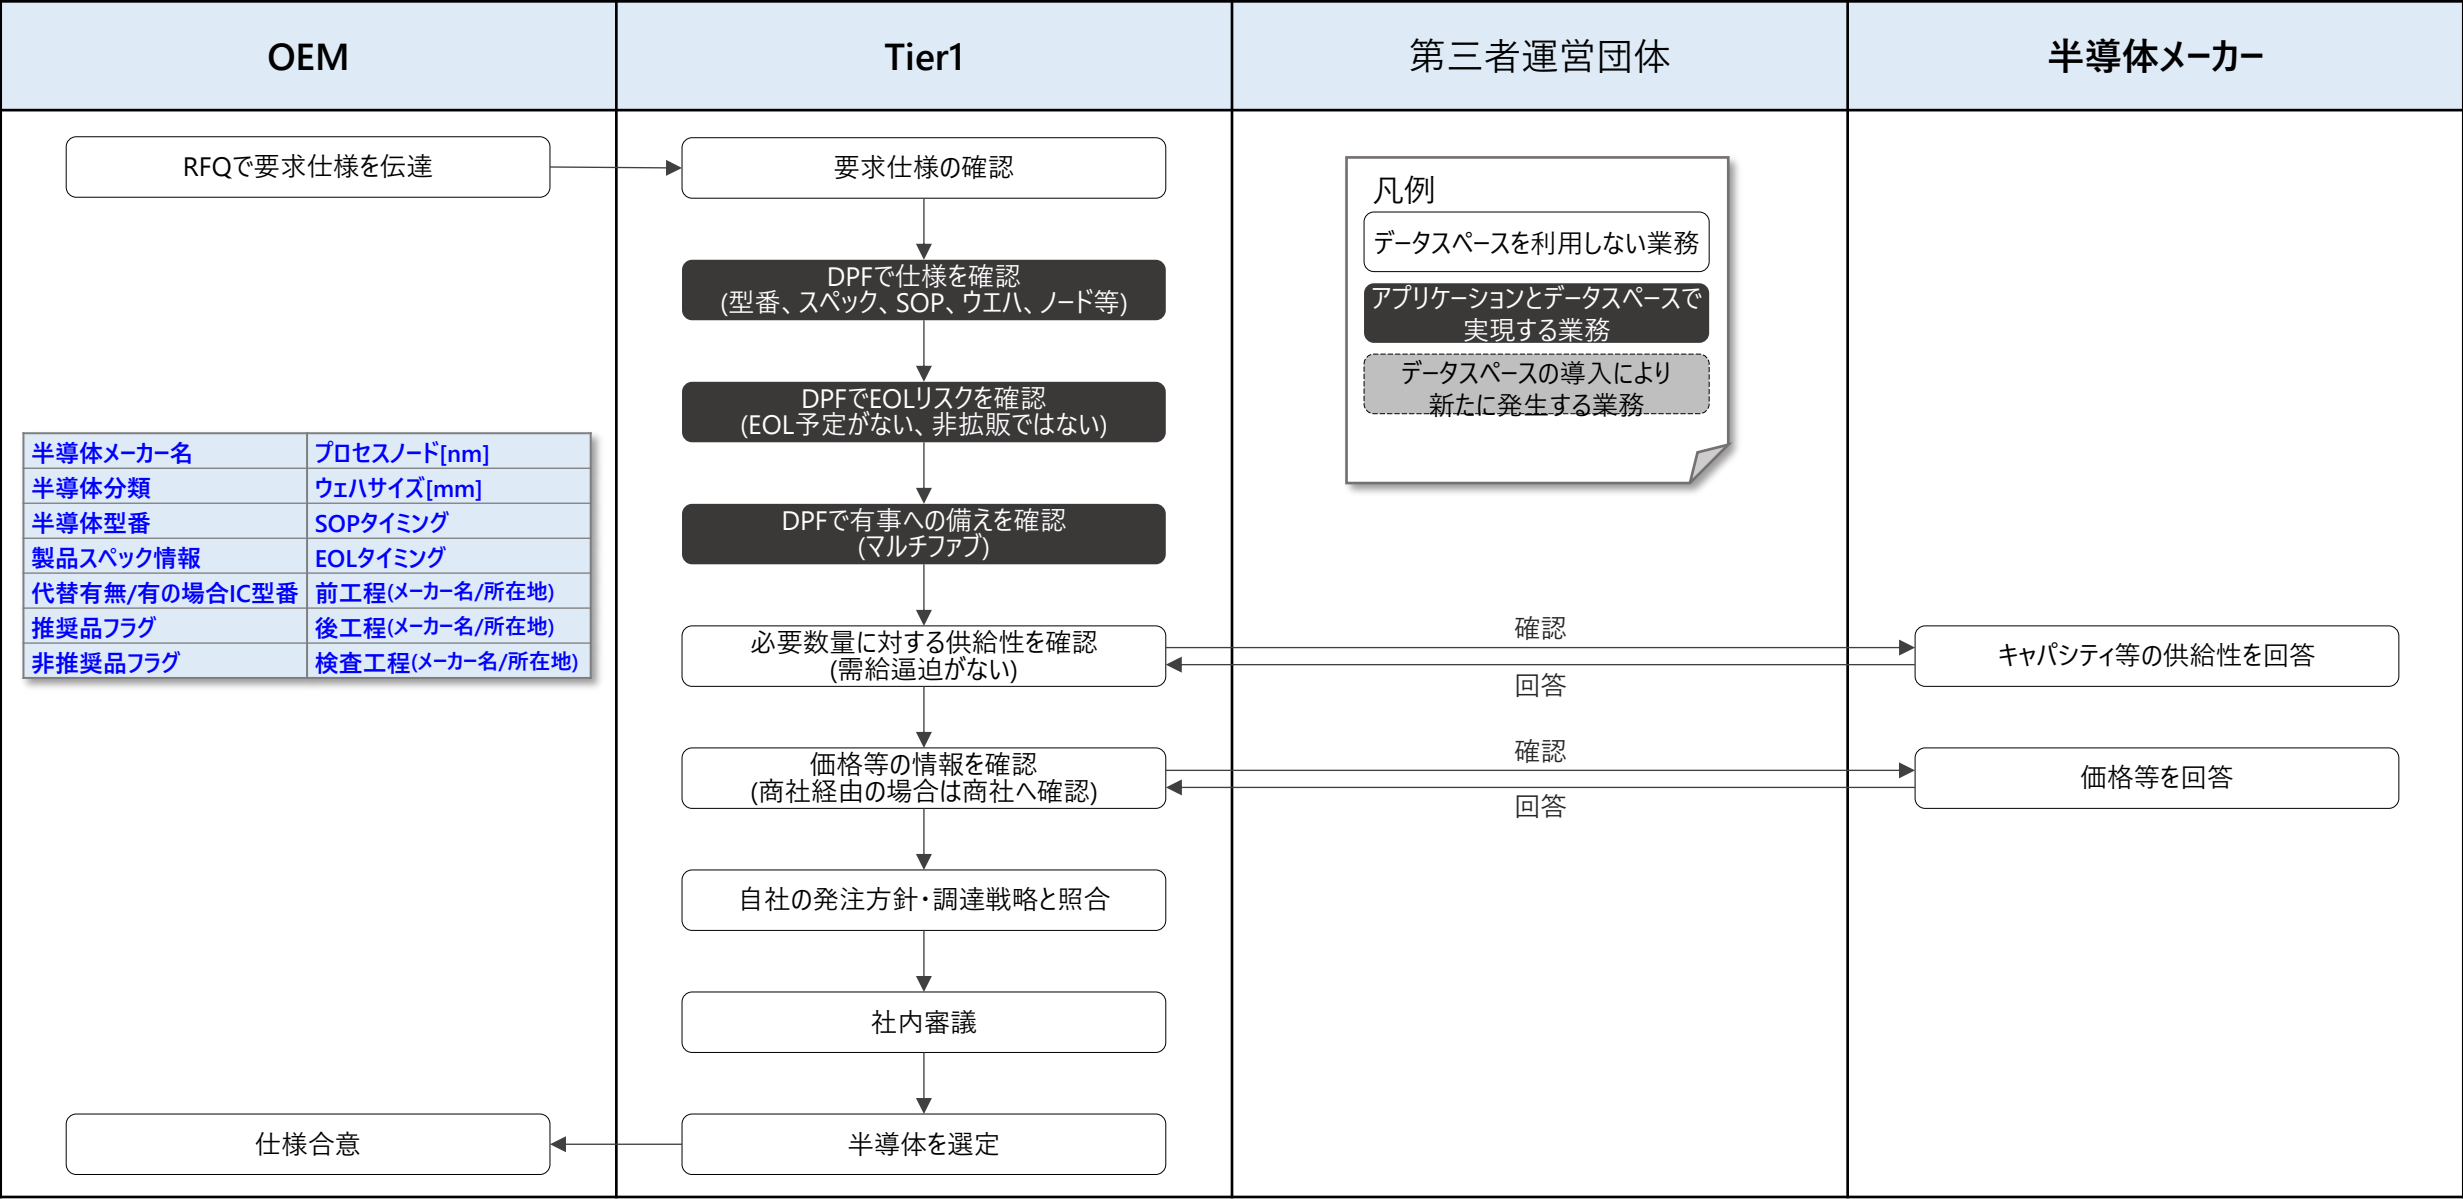 OEM
Tier1
第三者運営団体
半導体メーカー
RFQで要求仕様を伝達
要求仕様の確認
凡例
データスペースを利用しない業務
アプリケーションとデータスペースで
実現する業務
データスペースの導入により
新たに発生する業務
DPFで仕様を確認
(型番、スペック、SOP、ウエハ、ノード等)
DPFでEOLリスクを確認
(EOL予定がない、非拡販ではない)
半導体メーカー名
プロセスノード[nm]
半導体分類
ウェハサイズ[mm]
半導体型番
SOPタイミング
製品スペック情報
EOLタイミング
代替有無/有の場合IC型番
前工程(メーカー名/所在地)
推奨品フラグ
後工程(メーカー名/所在地)
非推奨品フラグ
検査工程(メーカー名/所在地)
DPFで有事への備えを確認
(マルチファブ)
必要数量に対する供給性を確認
(需給逼迫がない)
確認
回答
キャパシティ等の供給性を回答
価格等の情報を確認
(商社経由の場合は商社へ確認)
確認
回答
価格等を回答
自社の発注方針・調達戦略と照合
社内審議
仕様合意
半導体を選定